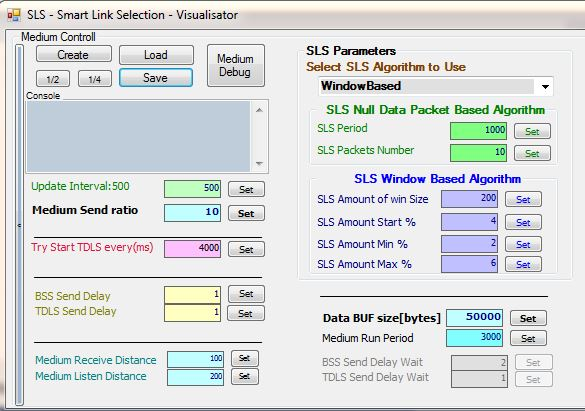 SLS - Smart Link Selection - Visualisator
Medium Controll
Create
Load
Medium Debug
1/2
1/4
Save
Console
Update Interval:500
500
Set
Medium Send ratio
10
Set
Try Start TDLS every(ms)
4000
Set
BSS Send Delay
1
Set
TDLS Send Delay
1
Set
Medium Receive Distance
100
Set
Medium Listen Distance
200
Set
<
SLS Parameters
Select SLS Algorithm to Use
WindowBased
SLS Null Data Packet Based Algorithm
SLS Period
1000
Set
SLS Packets Number
10
Set
SLS Window Based Algorithm
SLS Amount of win Size
200
Set
SLS Amount Start %
4
Set
SLS Amount Min %
2
Set
SLS Amount Max %
6
Set
Data BUF size[bytes]
50000
Set
Medium Run Period
3000
Set
BSS Send Delay Wait
2
Set
TDLS Send Delay Wait
1
Set